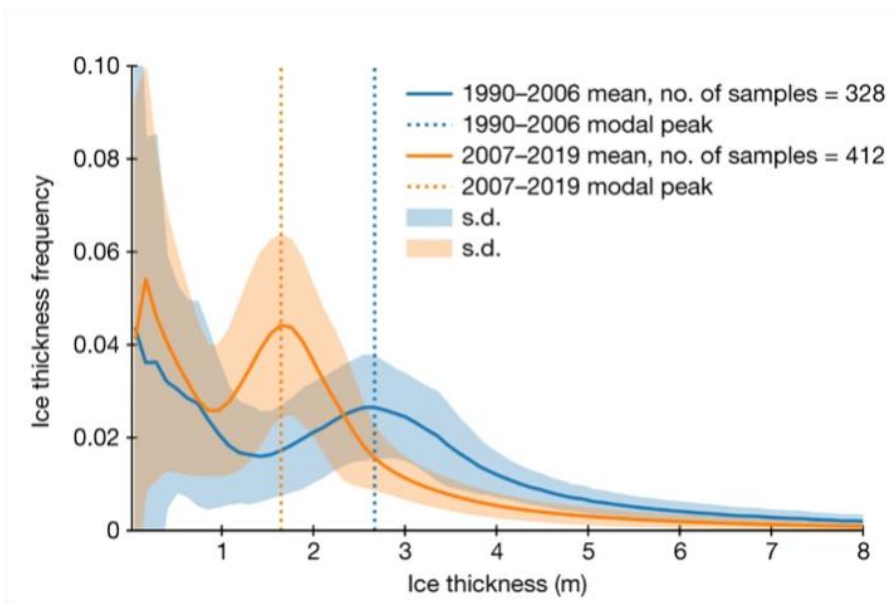 0.10
0.08
0.06
0.04
0.02
0
Ice thickness frequency
1990–2006 mean, no. of samples = 328
1990–2006 modal peak
2007–2019 mean, no. of samples = 412
2007–2019 modal peak
s.d.
s.d.
1 2 3 4 5 6 7 8
Ice thickness (m)